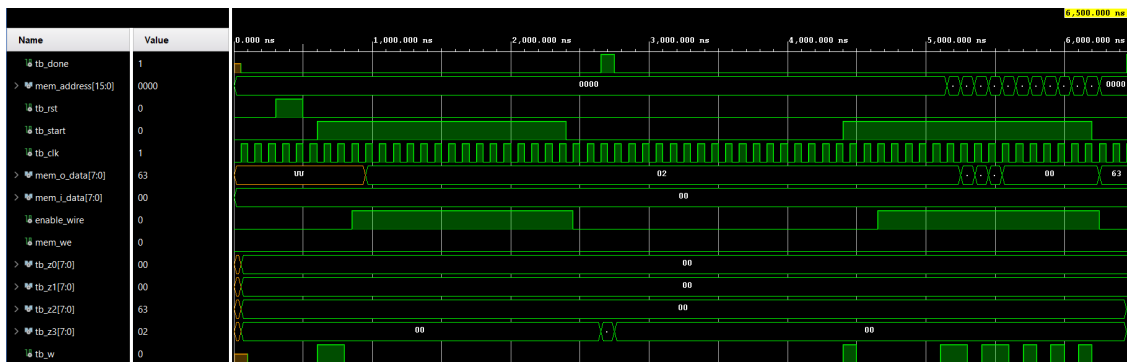 6,500.000 ns
Name Value 0.000 ns 1,000.000 ns 2,000.000 ns 3,000.000 ns 4,000.000 ns 5,000.000 ns 6,000.000 ns
tb_done 1
mem_address[15:0] 0000 0000 0000
tb_rst 0
tb_start 0
tb_clk 1
mem_o_data[7:0] 63 UU 02 00 63
mem_i_data[7:0] 00 00
enable_wire 0
mem_we 0
tb_z0[7:0] 00 00
tb_z1[7:0] 00 00
tb_z2[7:0] 63 00
tb_z3[7:0] 02 00 00
tb_w 0